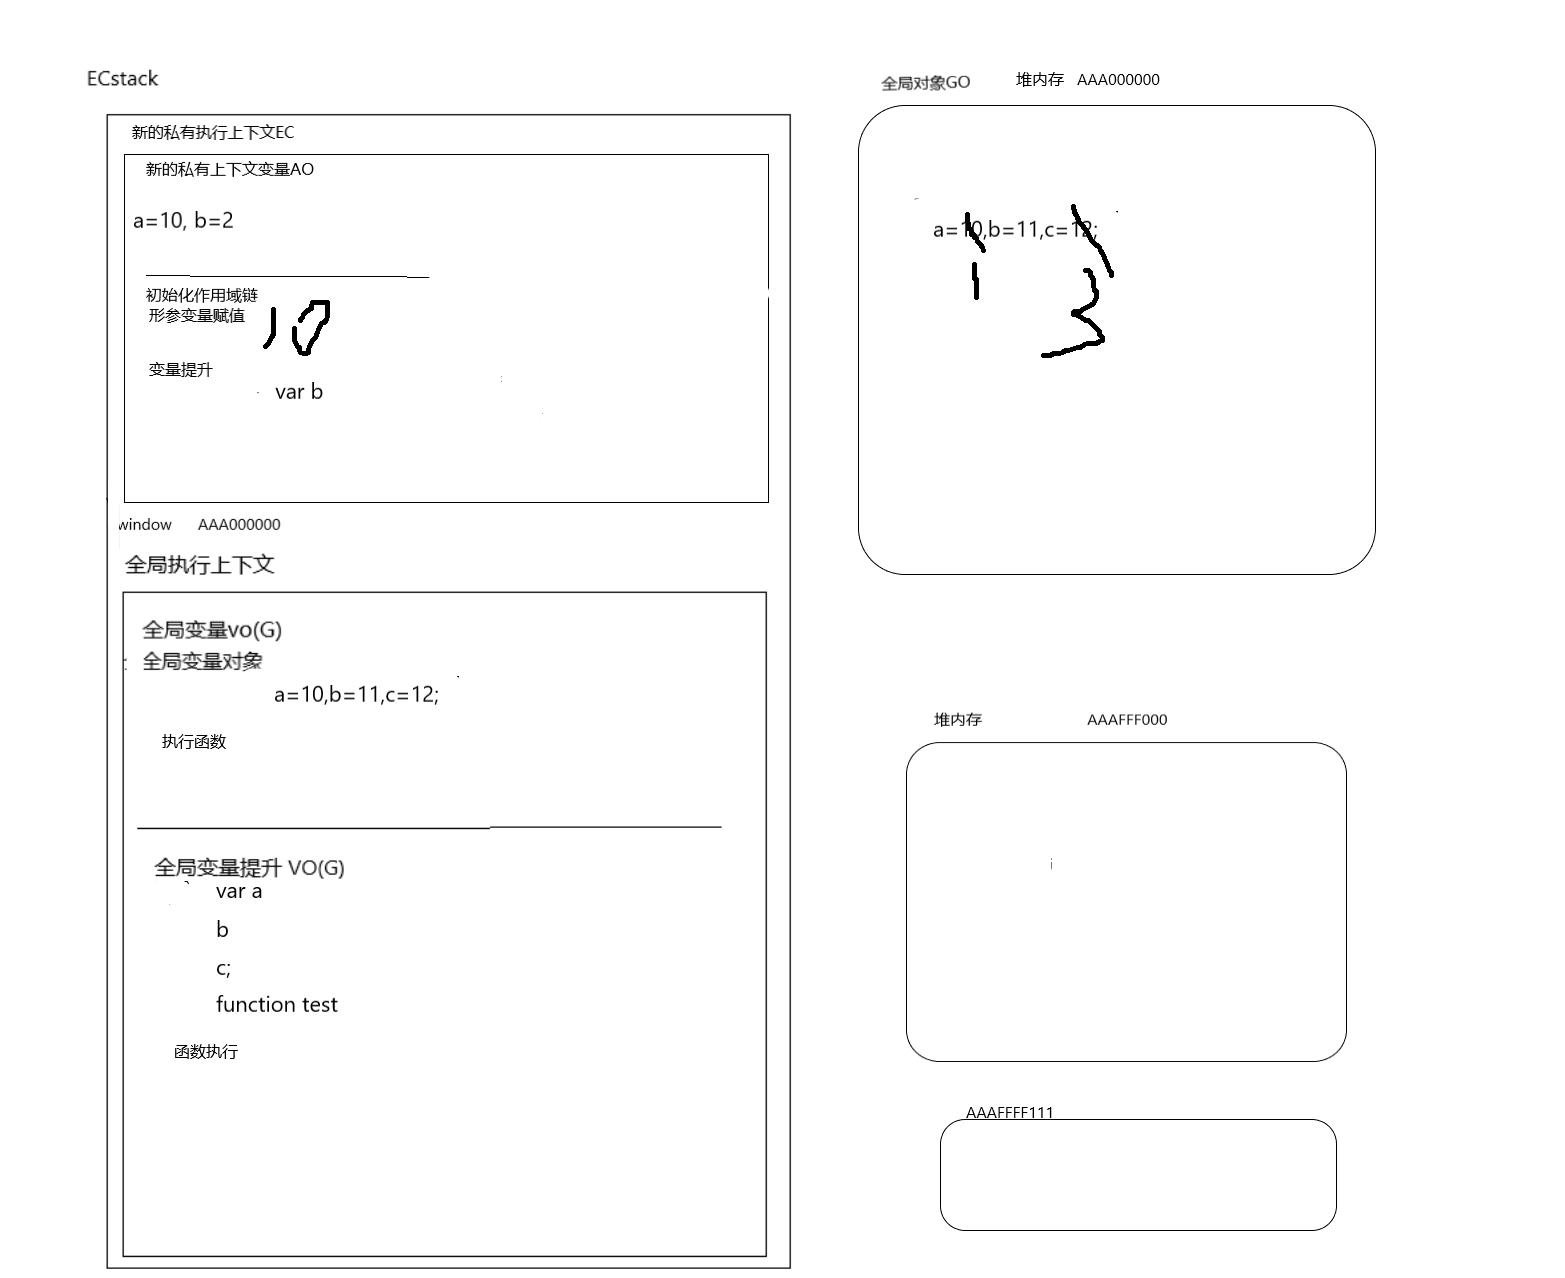 ECstack
新的私有执行上下文EC
新的私有上下文变量AO
a=10, b=2
初始化作用域链
形参变量赋值 10
变量提升
var b
window AAA000000
全局执行上下文
全局变量vo(G)
全局变量对象
a=10,b=11,c=12;
执行函数
全局变量提升 VO(G)
var a
b
c;
function test
函数执行
全局对象GO 堆内存 AAA000000
a=10,b=11,c=12;
1 3
堆内存 AAAFFF000
AAAFFFF111